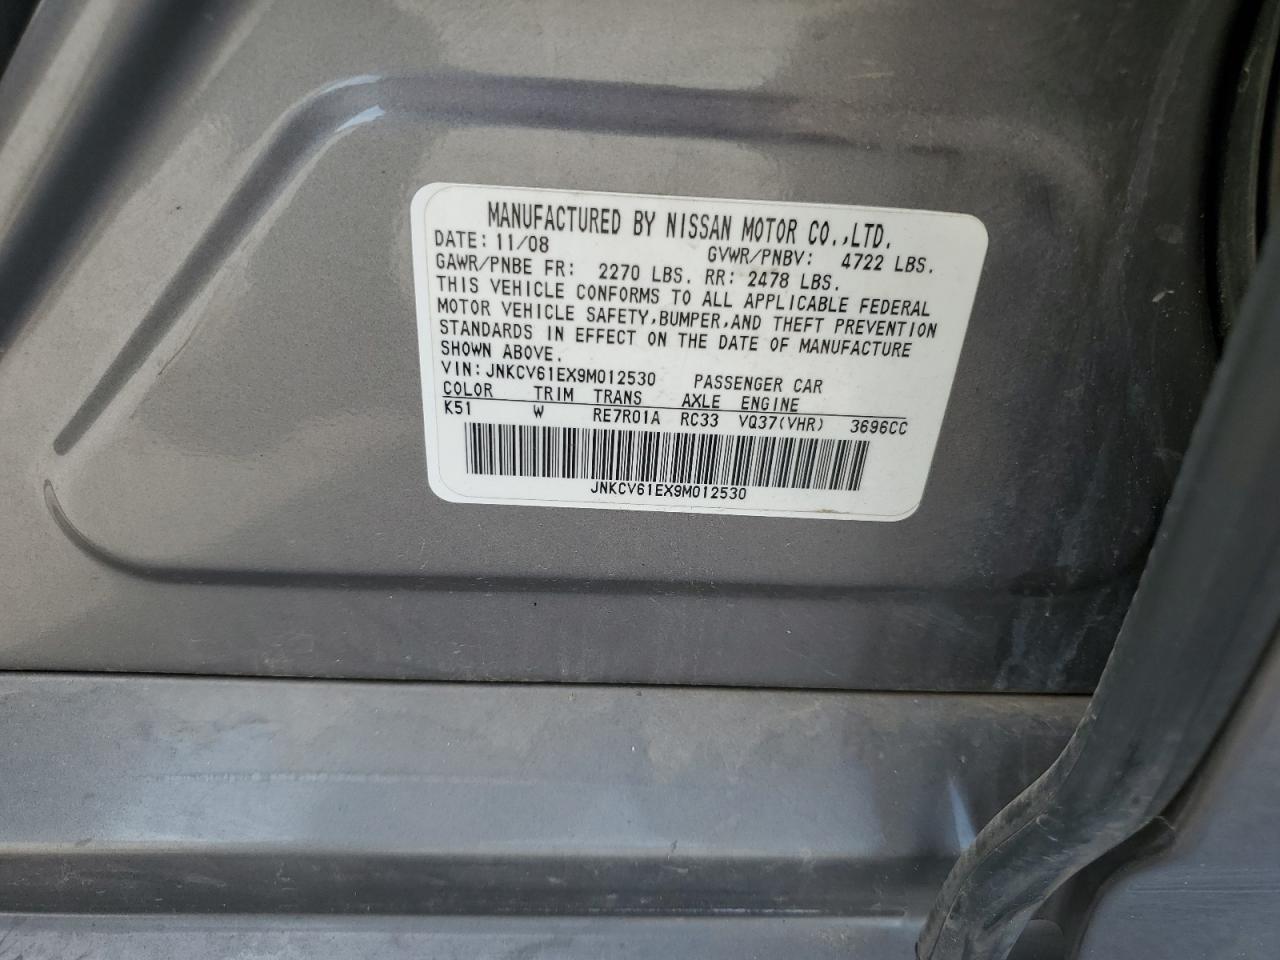 MANUFACTURED BY NISSAN MOTOR CO.,LTD.
DATE: 11/08 GVWR/PNBV: 4722 LBS.
GAWR/PNBE FR: 2270 LBS. RR: 2478 LBS.
THIS VEHICLE CONFORMS TO ALL APPLICABLE FEDERAL
MOTOR VEHICLE SAFETY,BUMPER,AND THEFT PREVENTION
STANDARDS IN EFFECT ON THE DATE OF MANUFACTURE
SHOWN ABOVE.
VIN:JNKCV61EX9M012530 PASSENGER CAR
COLOR TRIM TRANS AXLE ENGINE
K51 W RE7R01A RC33 VQ37(VHR) 3696CC
JNKCV61EX9M012530